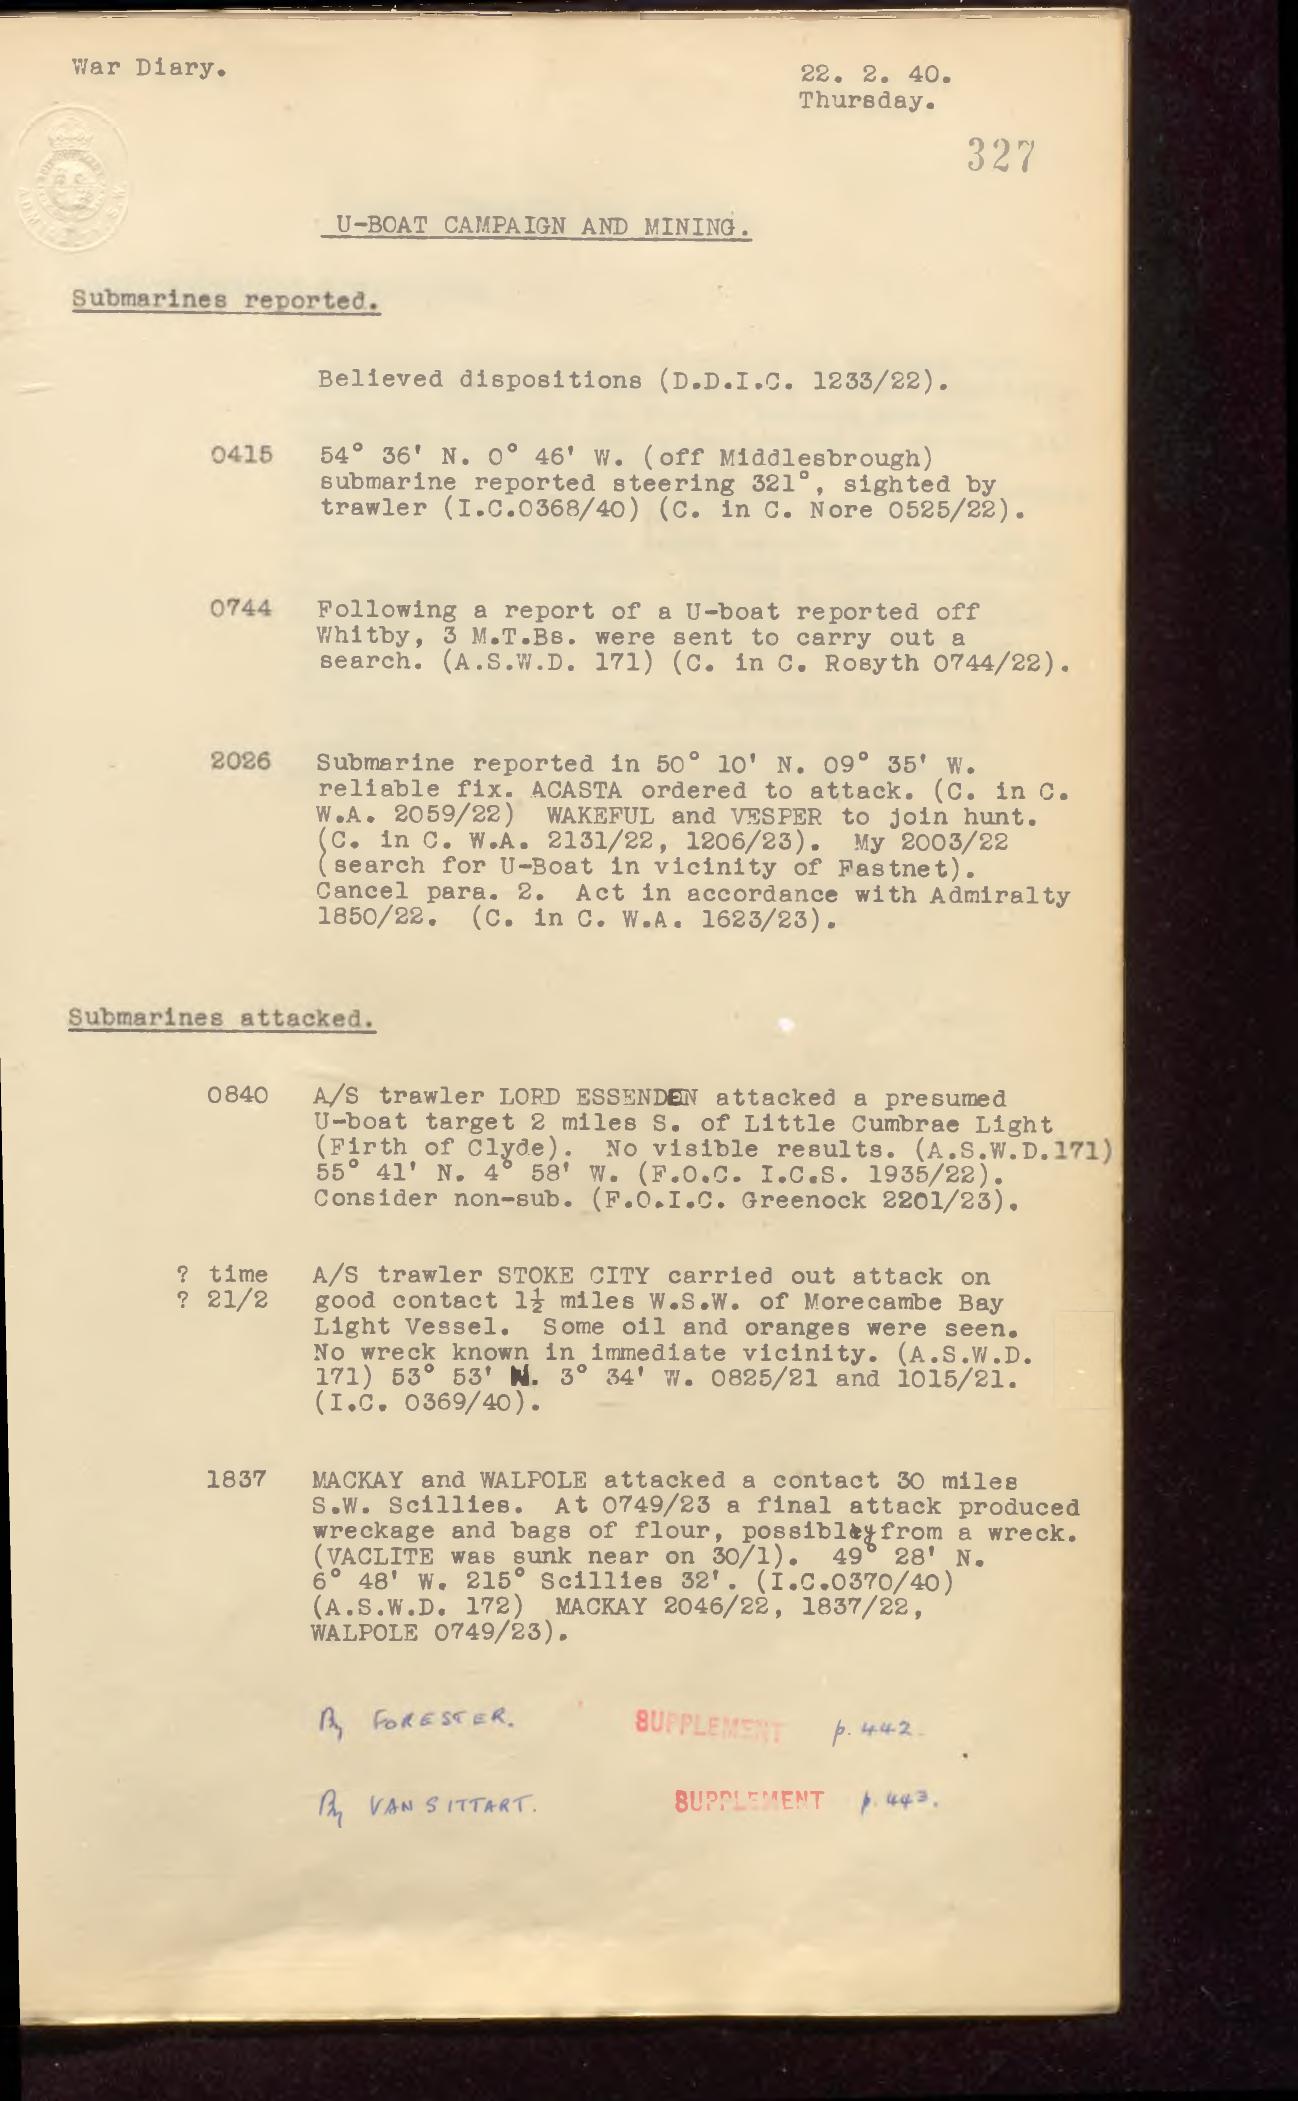 War Diary.
22. 2. 40.
Thursday.
327
U-BOAT CAMPAIGN AND MINING.
Submarines reported.
Believed dispositions (D.D.I.C. 1233/22).
0415 54° 36' N. 0° 46' W. (off Middlesbrough)
submarine reported steering 321°, sighted by
trawler (I.C.0368/40) (C. in C. Nore 0525/22).
0744 Following a report of a U-boat reported off
Whitby, 3 M.T.Bs. were sent to carry out a
search. (A.S.W.D. 171) (C. in C. Rosyth 0744/22).
2026 Submarine reported in 50° 10' N. 09° 35' W.
reliable fix. ACASTA ordered to attack. (C. in C.
W.A. 2059/22) WAKEFUL and VESPER to join hunt.
(C. in C. W.A. 2131/22, 1206/23). My 2003/22
(search for U-Boat in vicinity of Fastnet).
Cancel para. 2. Act in accordance with Admiralty
1850/22. (C. in C. W.A. 1623/23).
Submarines attacked.
0840 A/S trawler LORD ESSENDEN attacked a presumed
U-boat target 2 miles S. of Little Cumbrae Light
(Firth of Clyde). No visible results. (A.S.W.D.171)
55° 41' N. 4° 58' W. (F.O.C. I.C.S. 1935/22).
Consider non-sub. (F.O.I.C. Greenock 2201/23).
? time A/S trawler STOKE CITY carried out attack on
? 21/2 good contact 1½ miles W.S.W. of Morecambe Bay
Light Vessel. Some oil and oranges were seen.
No wreck known in immediate vicinity. (A.S.W.D.
171) 53° 53' N. 3° 34' W. 0825/21 and 1015/21.
(I.C. 0369/40).
1837 MACKAY and WALPOLE attacked a contact 30 miles
S.W. Scillies. At 0749/23 a final attack produced
wreckage and bags of flour, possibly from a wreck.
(VACLITE was sunk near on 30/1). 49° 28' N.
6° 48' W. 215° Scillies 32'. (I.C.0370/40)
(A.S.W.D. 172) MACKAY 2046/22, 1837/22,
WALPOLE 0749/23).
By FORESTER. SUPPLEMENT p. 442.
By VANSITTART. SUPPLEMENT p. 443.